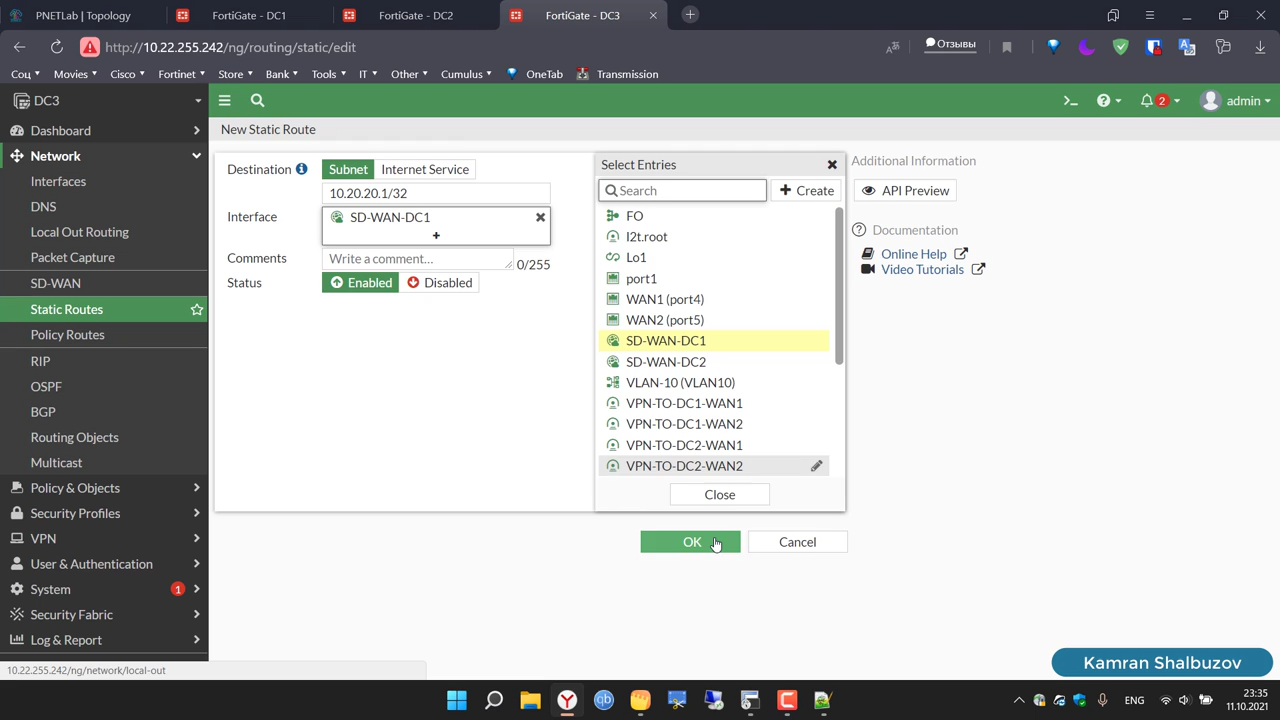 PNETLab | Topology
FortiGate - DC1
FortiGate - DC2
FortiGate - DC3
http://10.22.255.242/ng/routing/static/edit
Отзывы
Соц
Movies
Cisco
Fortinet
Store
Bank
Tools
IT
Other
Cumulus
OneTab
Transmission
DC3
2
admin
Dashboard
Network
Interfaces
DNS
Local Out Routing
Packet Capture
SD-WAN
Static Routes
Policy Routes
RIP
OSPF
BGP
Routing Objects
Multicast
Policy & Objects
Security Profiles
VPN
User & Authentication
System
1
Security Fabric
Log & Report
New Static Route
Destination
Subnet
Internet Service
10.20.20.1/32
Interface
SD-WAN-DC1
Comments
Write a comment...
0/255
Status
Enabled
Disabled
Select Entries
Search
Create
FO
l2t.root
Lo1
port1
WAN1 (port4)
WAN2 (port5)
SD-WAN-DC1
SD-WAN-DC2
VLAN-10 (VLAN10)
VPN-TO-DC1-WAN1
VPN-TO-DC1-WAN2
VPN-TO-DC2-WAN1
VPN-TO-DC2-WAN2
Close
OK
Cancel
Additional Information
API Preview
Documentation
Online Help
Video Tutorials
10.22.255.242/ng/network/local-out
Kamran Shalbuzov
ENG
23:35
11.10.2021